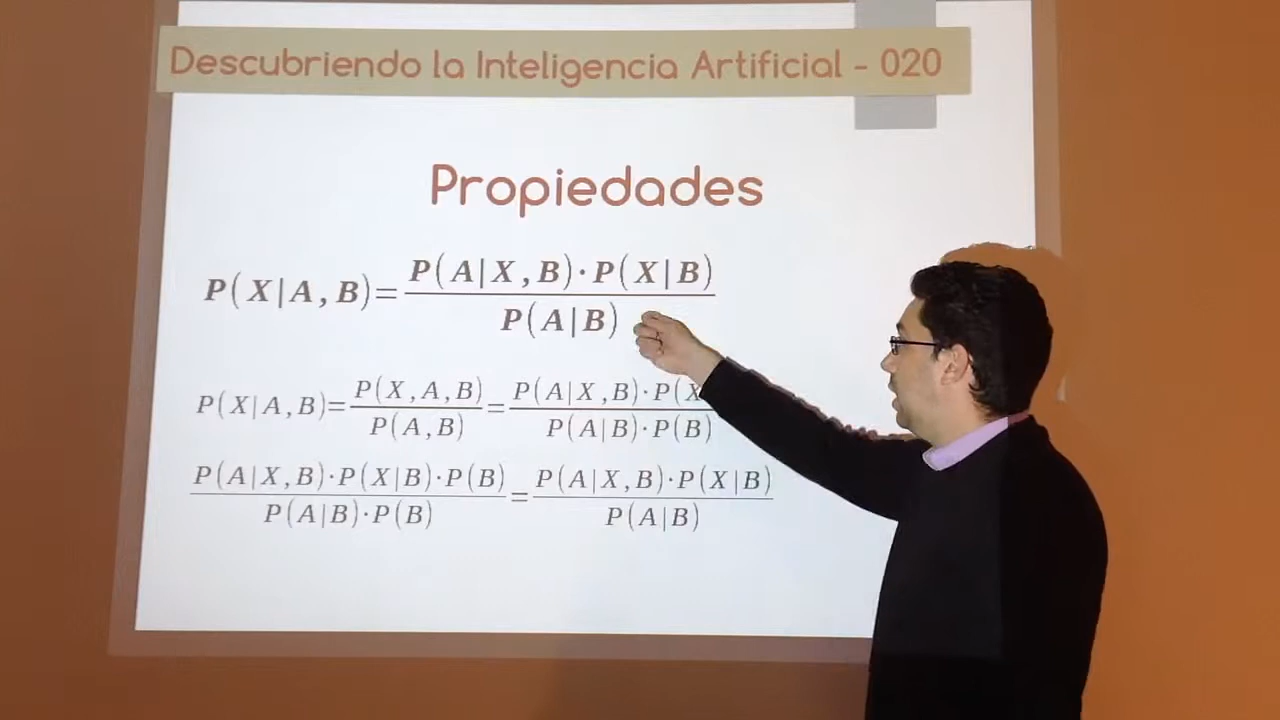 Descubriendo la Inteligencia Artificial - 020
Propiedades
P(X|A,B)=P(A|X,B)·P(X|B)/P(A|B)
P(X|A,B)=P(X,A,B)/P(A,B)=P(A|X,B)·P(X/P(A|B)·P(B)
P(A|X,B)·P(X|B)·P(B)/P(A|B)·P(B)=P(A|X,B)·P(X|B)/P(A|B)